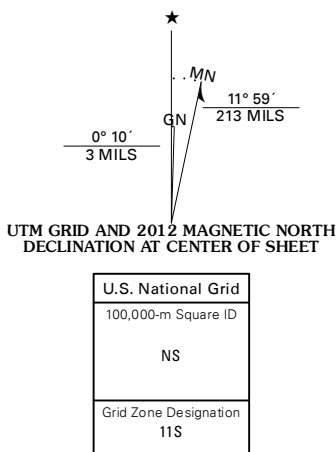 ★
MN
11° 59´
213 MILS
GN
0° 10´
3 MILS
UTM GRID AND 2012 MAGNETIC NORTH
DECLINATION AT CENTER OF SHEET
U.S. National Grid
100,000-m Square ID
NS
Grid Zone Designation
11S